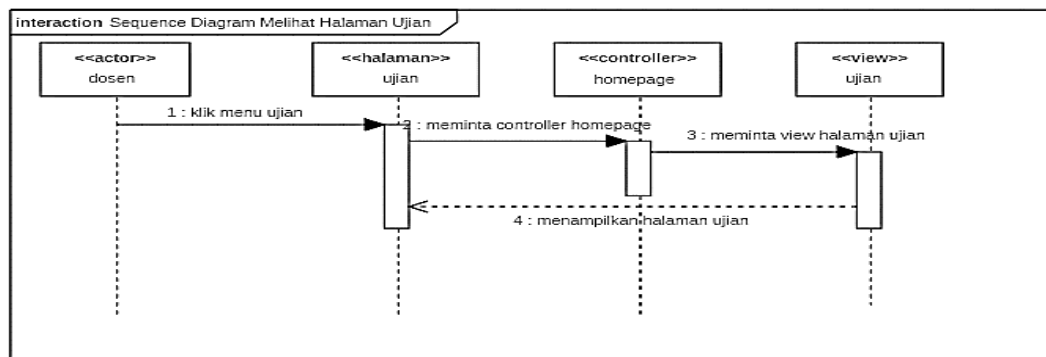 interaction Sequence Diagram Melihat Halaman Ujian
<<actor>>
dosen
<<halaman>>
ujian
<<controller>>
homepage
<<view>>
ujian
1 : klik menu ujian
2 : meminta controller homepage
3 : meminta view halaman ujian
4 : menampilkan halaman ujian